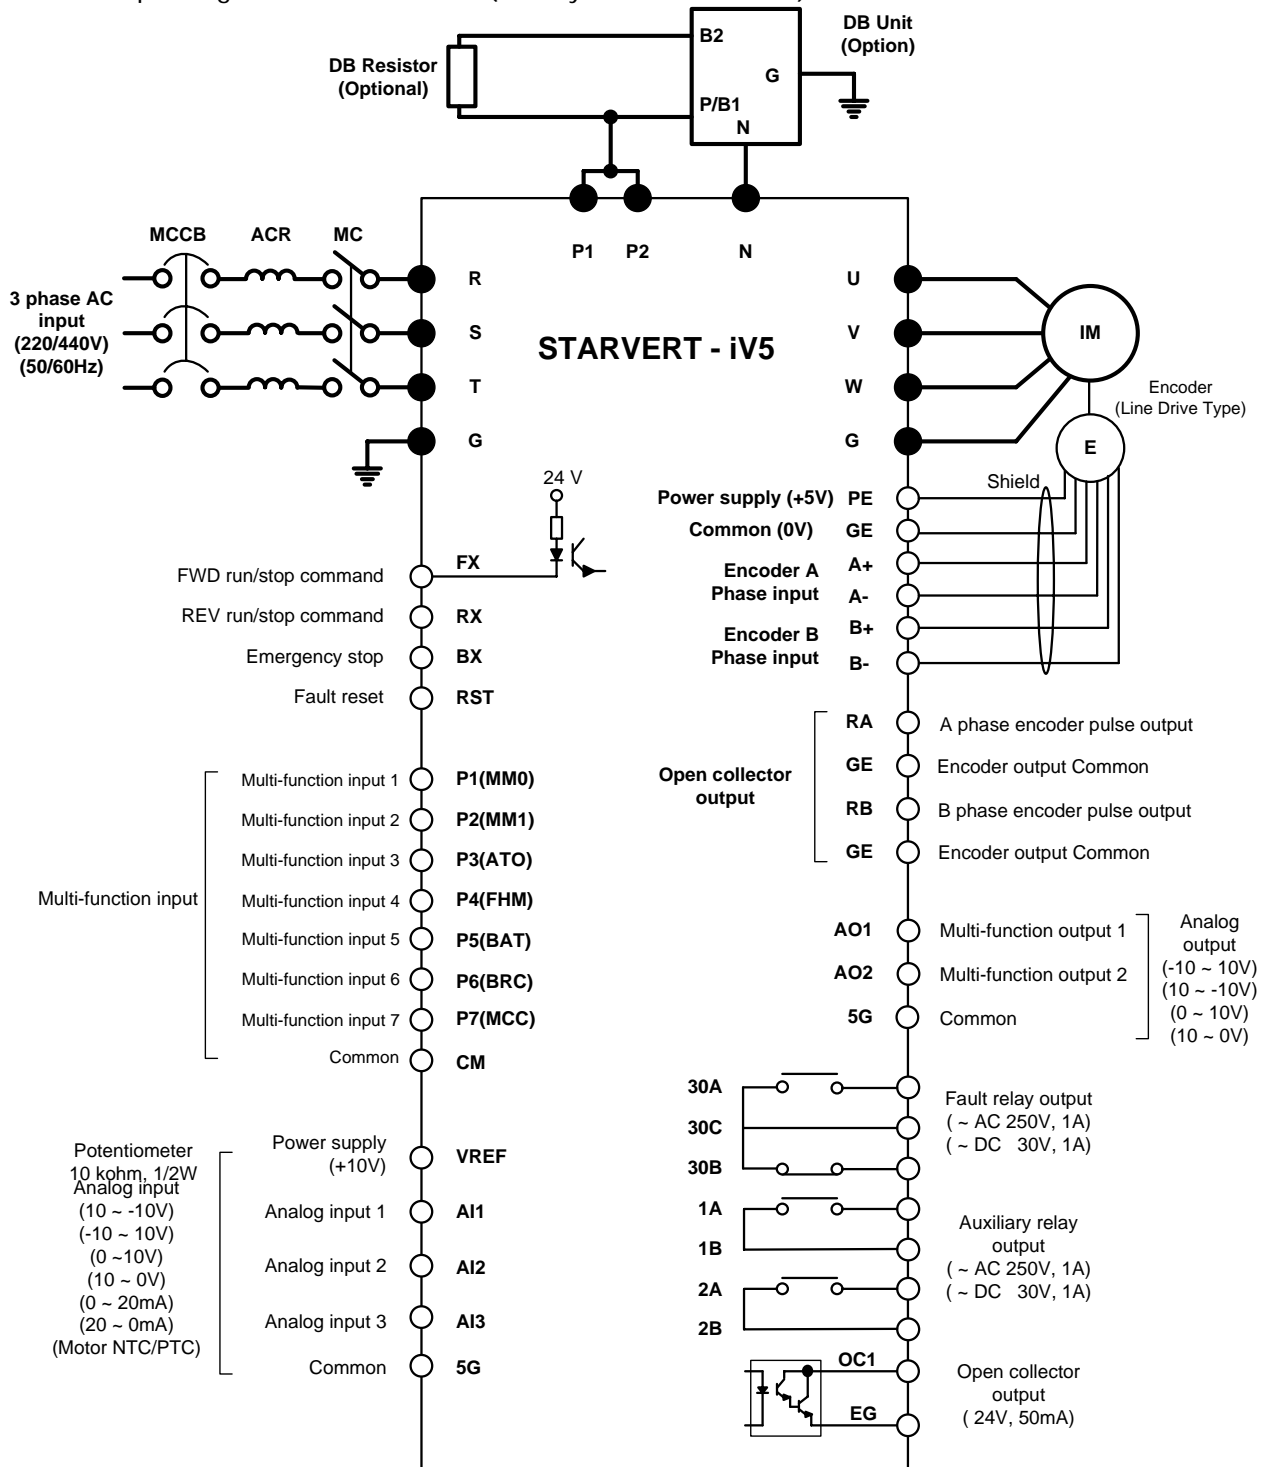 DB Unit
(Option)
B2
G
P/B1
N
DB Resistor
(Optional)
P1
P2
N
MCCB
ACR
MC
3 phase AC
input
(220/440V)
(50/60Hz)
R
S
T
G
STARVERT - iV5
U
V
W
G
IM
Encoder
(Line Drive Type)
E
Shield
24 V
Power supply (+5V) PE
Common (0V) GE
Encoder A
Phase input
A+
A-
Encoder B
Phase input
B+
B-
FWD run/stop command FX
REV run/stop command RX
Emergency stop BX
Fault reset RST
Multi-function input
Multi-function input 1 P1(MM0)
Multi-function input 2 P2(MM1)
Multi-function input 3 P3(ATO)
Multi-function input 4 P4(FHM)
Multi-function input 5 P5(BAT)
Multi-function input 6 P6(BRC)
Multi-function input 7 P7(MCC)
Common CM
Open collector
output
RA A phase encoder pulse output
GE Encoder output Common
RB B phase encoder pulse output
GE Encoder output Common
AO1 Multi-function output 1
AO2 Multi-function output 2
5G Common
Analog
output
(-10 ~ 10V)
(10 ~ -10V)
(0 ~ 10V)
(10 ~ 0V)
Potentiometer
10 kohm, 1/2W
Analog input
(10 ~ -10V)
(-10 ~ 10V)
(0 ~10V)
(10 ~ 0V)
(0 ~ 20mA)
(20 ~ 0mA)
(Motor NTC/PTC)
Power supply
(+10V)
VREF
Analog input 1 AI1
Analog input 2 AI2
Analog input 3 AI3
Common 5G
30A
30C
30B
Fault relay output
( ~ AC 250V, 1A)
( ~ DC 30V, 1A)
1A
1B
2A
2B
Auxiliary relay
output
( ~ AC 250V, 1A)
( ~ DC 30V, 1A)
OC1
EG
Open collector
output
( 24V, 50mA)